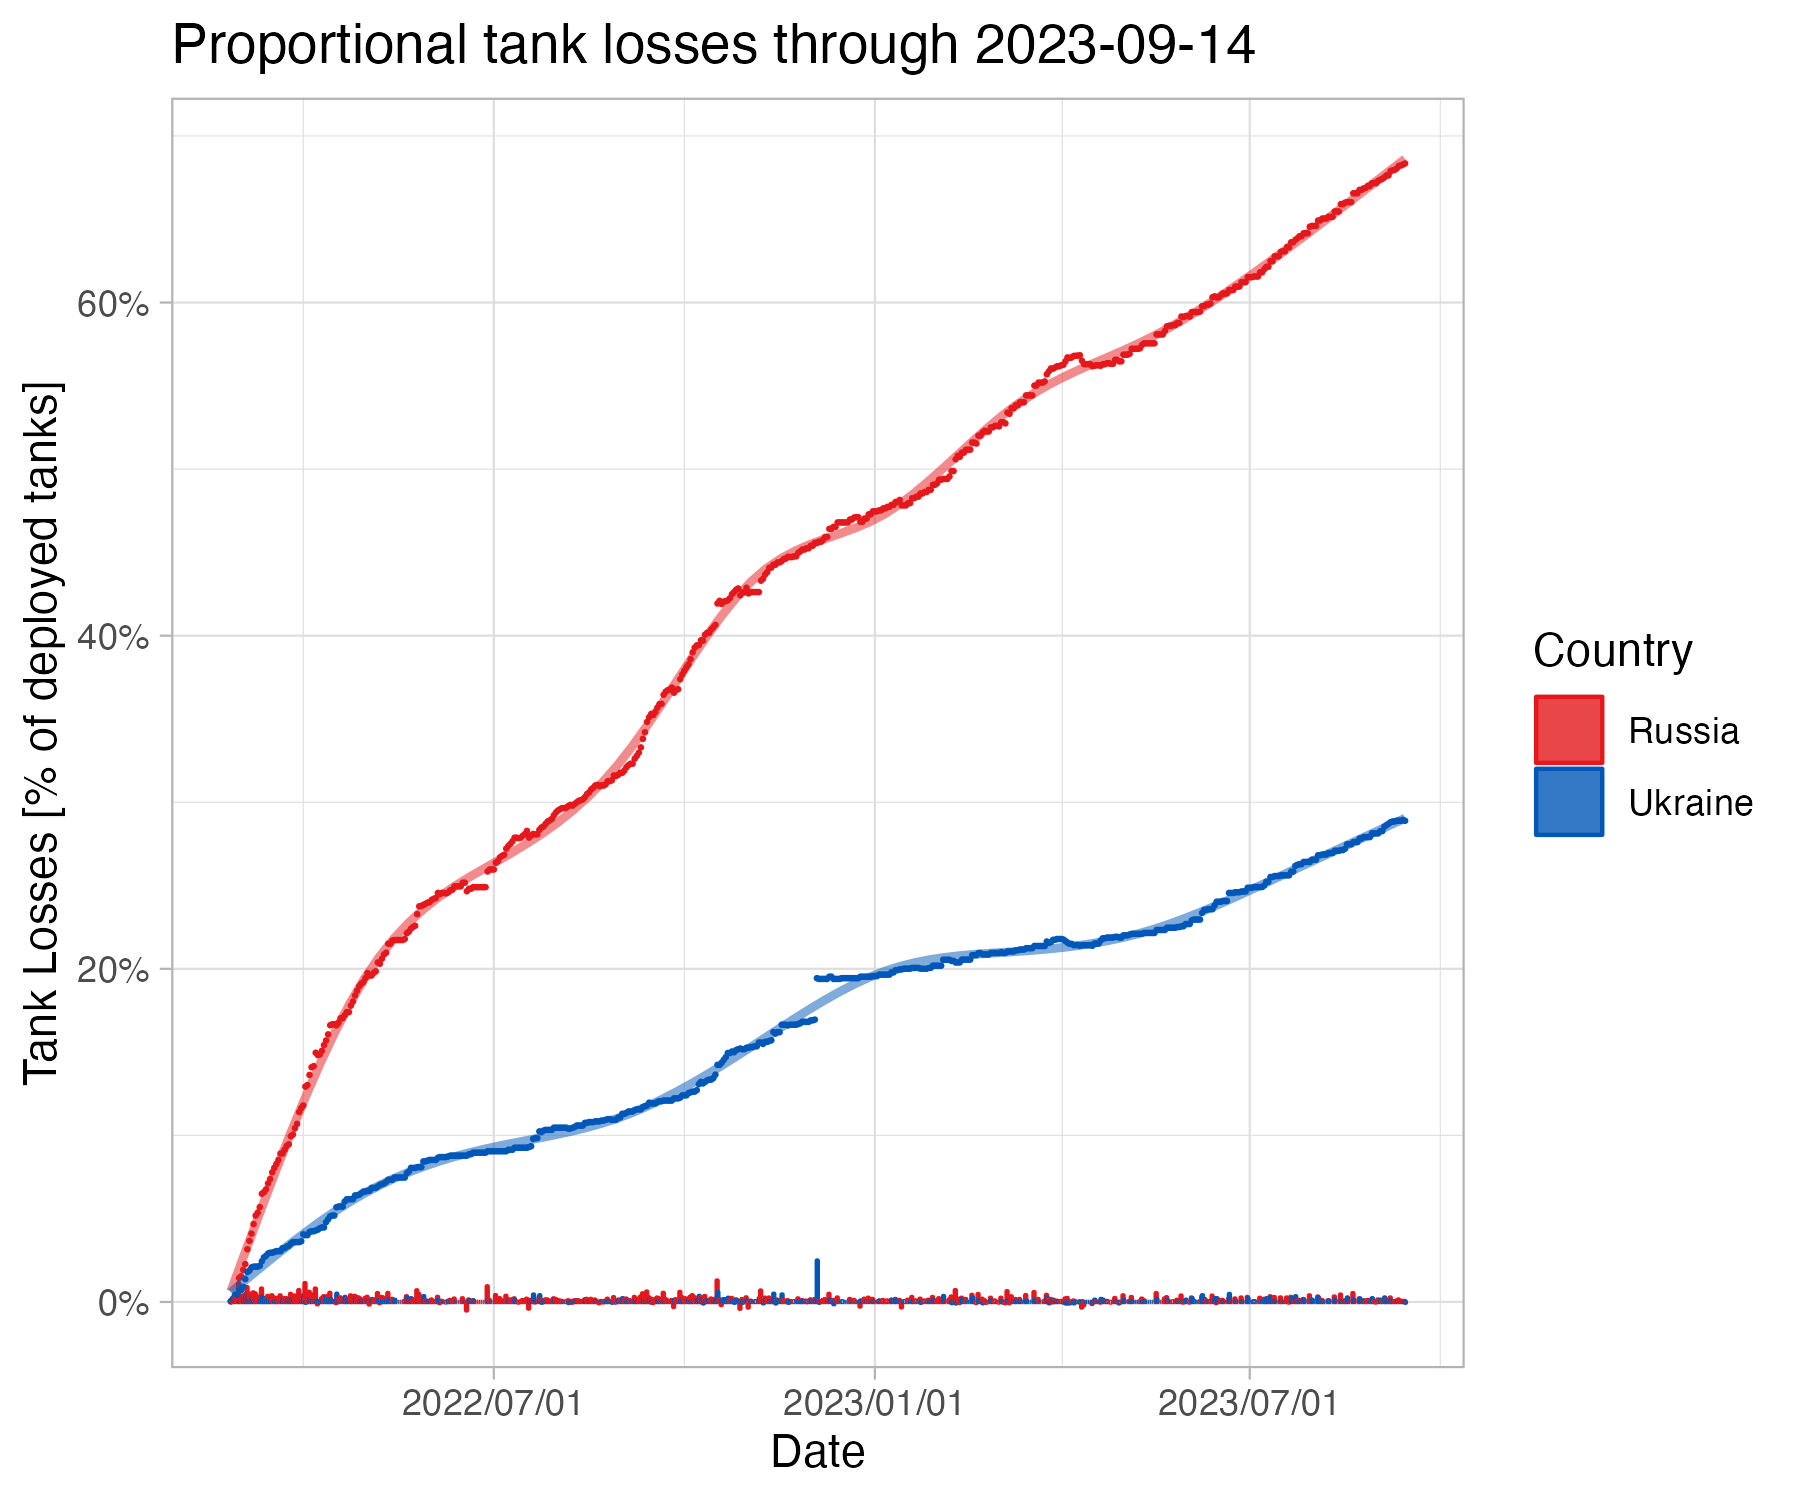 Proportional tank losses through 2023-09-14
Tank Losses [% of deployed tanks]
60%
40%
20%
0%
2022/07/01
2023/01/01
2023/07/01
Date
Country
Russia
Ukraine